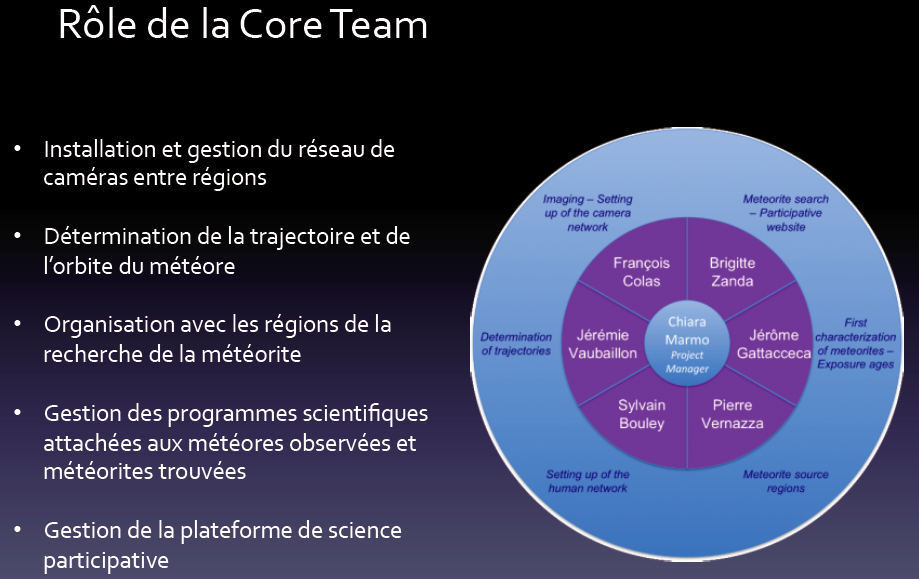 Rôle de la Core Team
• Installation et gestion du réseau de
caméras entre régions
• Détermination de la trajectoire et de
l'orbite du météore
• Organisation avec les régions de la
recherche de la météorite
• Gestion des programmes scientifiques
attachées aux météores observées et
météorites trouvées
• Gestion de la plateforme de science
participative
Imaging – Setting
up of the camera
network
Meteorite search
– Participative
website
François
Colas
Brigitte
Zanda
Determination
of trajectories
Jérémie
Vaubaillon
Chiara
Marmo
Project
Manager
Jérôme
Gattacceca
First
characterization
of meteorites –
Exposure ages
Sylvain
Bouley
Pierre
Vernazza
Setting up of the
human network
Meteorite source
regions